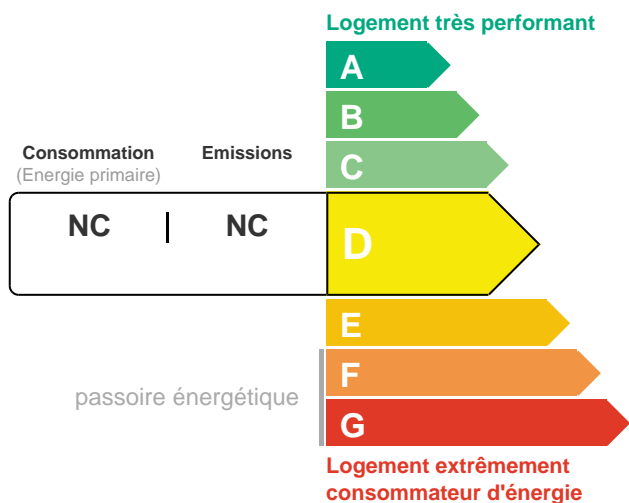 Logement très performant
A
B
Consommation
(Energie primaire)
Emissions
C
NC | NC
D
E
F
passoire énergétique
G
Logement extrêmement
consommateur d'énergie